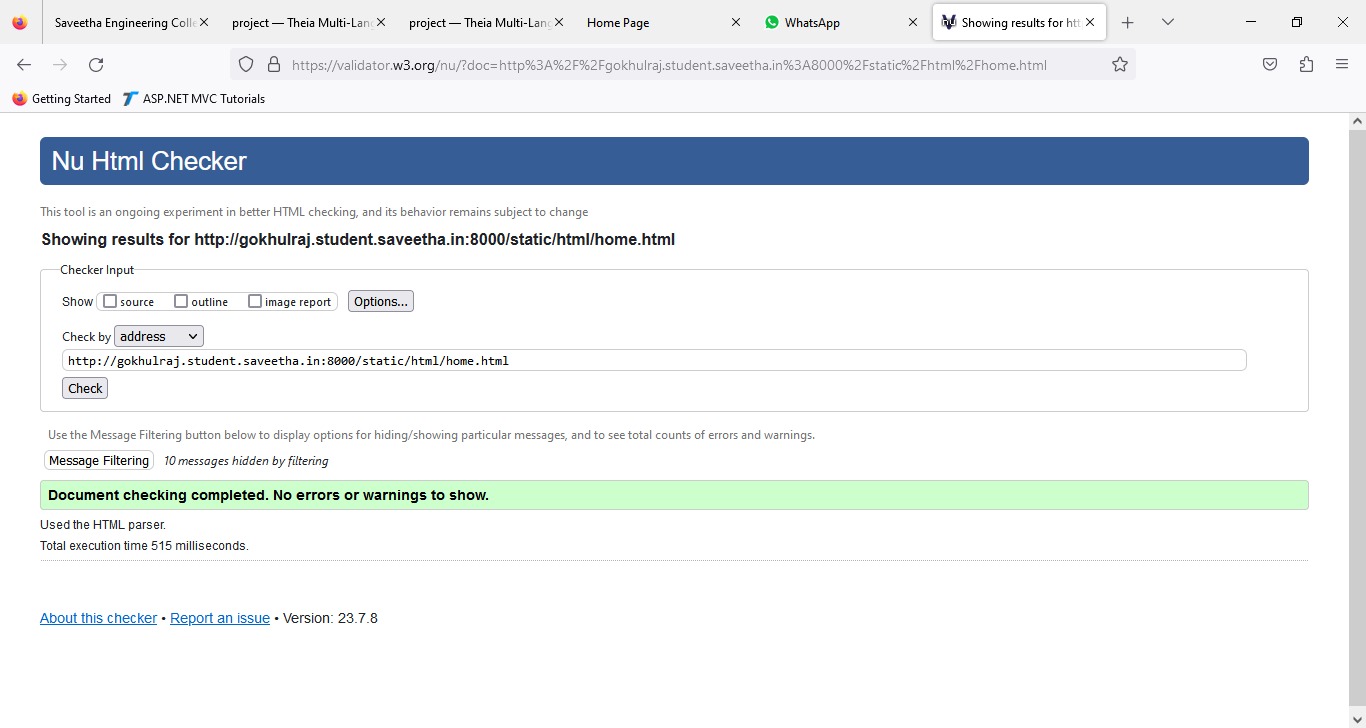 Saveetha Engineering Colle
project — Theia Multi-Lang
project — Theia Multi-Lang
Home Page
WhatsApp
Showing results for htt
https://validator.w3.org/nu/?doc=http%3A%2F%2Fgokhulraj.student.saveetha.in%3A8000%2Fstatic%2Fhtml%2Fhome.html
Getting Started
ASP.NET MVC Tutorials
Nu Html Checker
This tool is an ongoing experiment in better HTML checking, and its behavior remains subject to change
Showing results for http://gokhulraj.student.saveetha.in:8000/static/html/home.html
Checker Input
Show source outline image report Options...
Check by address
http://gokhulraj.student.saveetha.in:8000/static/html/home.html
Check
Use the Message Filtering button below to display options for hiding/showing particular messages, and to see total counts of errors and warnings.
Message Filtering 10 messages hidden by filtering
Document checking completed. No errors or warnings to show.
Used the HTML parser.
Total execution time 515 milliseconds.
About this checker • Report an issue • Version: 23.7.8